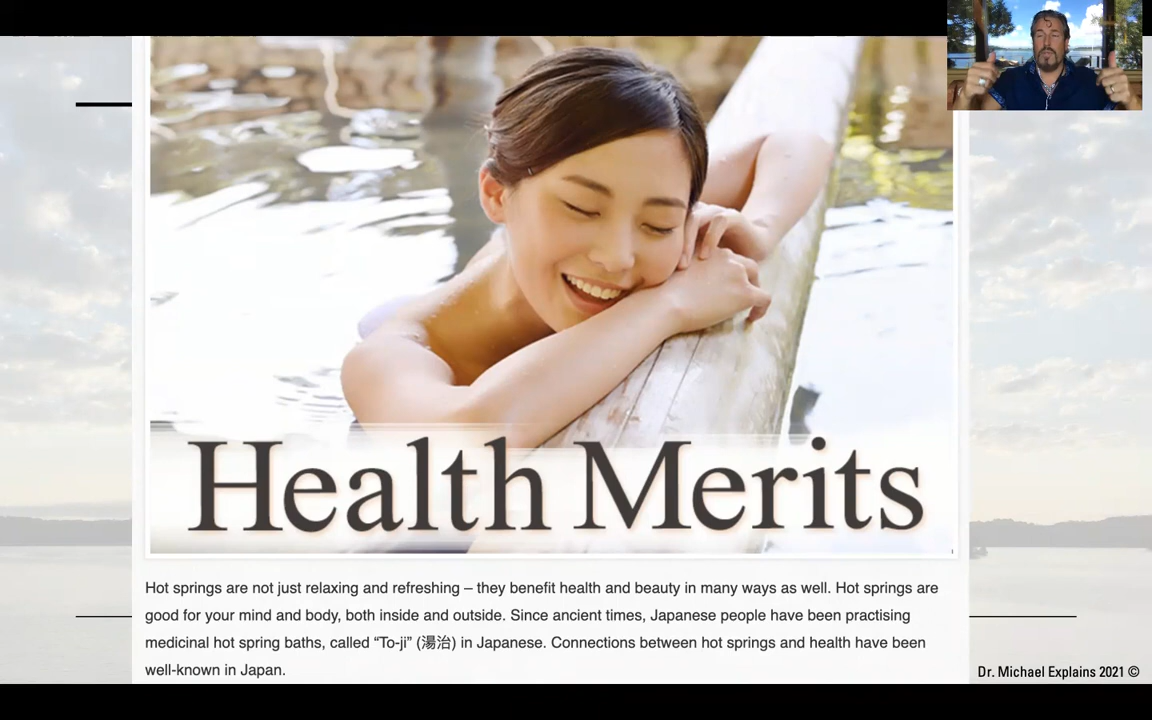 Health Merits
Hot springs are not just relaxing and refreshing – they benefit health and beauty in many ways as well. Hot springs are
good for your mind and body, both inside and outside. Since ancient times, Japanese people have been practising
medicinal hot spring baths, called “To-ji” (湯治) in Japanese. Connections between hot springs and health have been
well-known in Japan.
Dr. Michael Explains 2021 ©